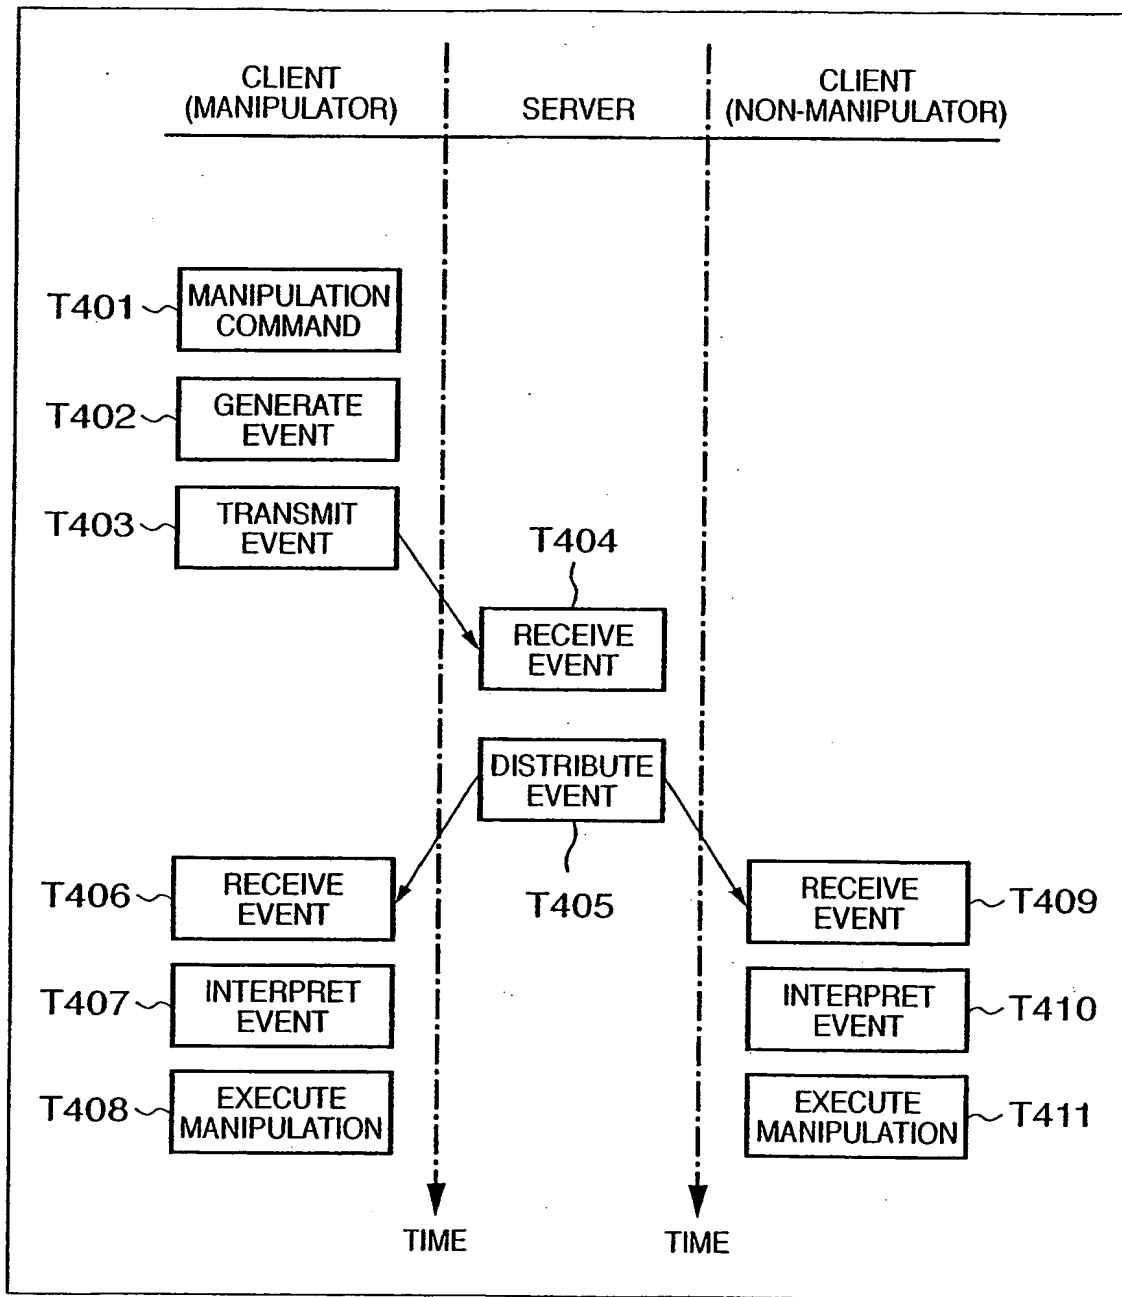 CLIENT
(MANIPULATOR)
SERVER
CLIENT
(NON-MANIPULATOR)
T401
MANIPULATION
COMMAND
T402
GENERATE
EVENT
T403
TRANSMIT
EVENT
T404
RECEIVE
EVENT
DISTRIBUTE
EVENT
T405
T406
RECEIVE
EVENT
RECEIVE
EVENT
T409
T407
INTERPRET
EVENT
INTERPRET
EVENT
T410
T408
EXECUTE
MANIPULATION
EXECUTE
MANIPULATION
T411
TIME
TIME